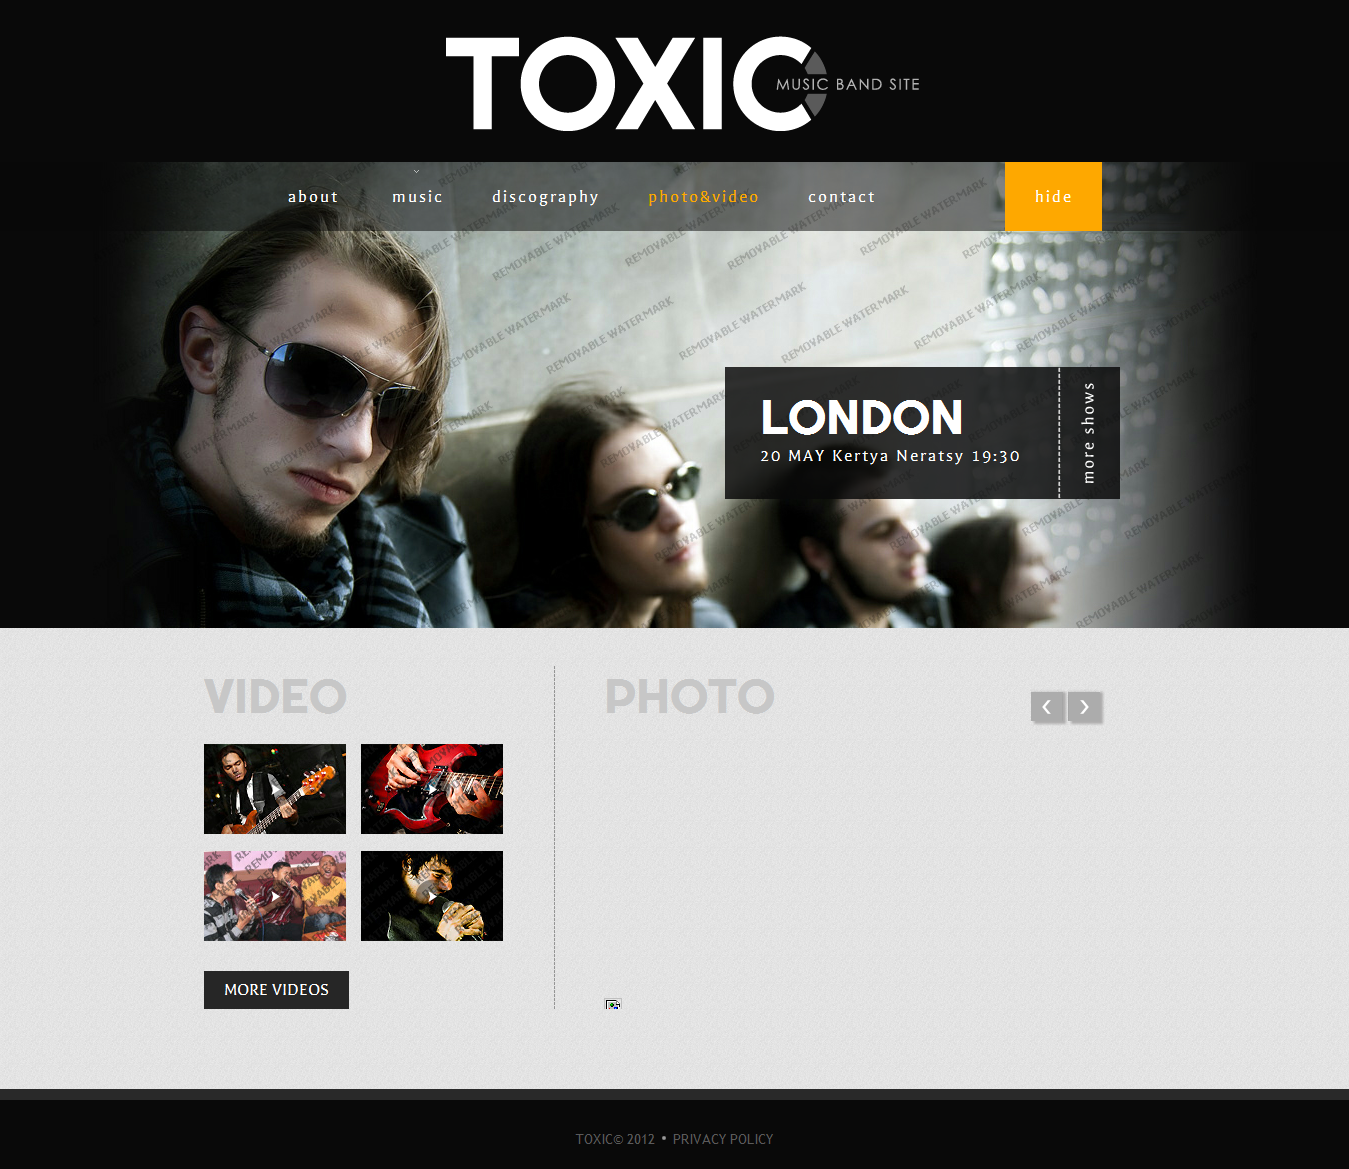 TOXIC
MUSIC BAND SITE
about music discography photo&video contact hide
REMOVABLE WATERMARK
LONDON
20 MAY Kertya Neratsy 19:30
more shows
VIDEO
PHOTO
MORE VIDEOS
TOXIC© 2012 • PRIVACY POLICY